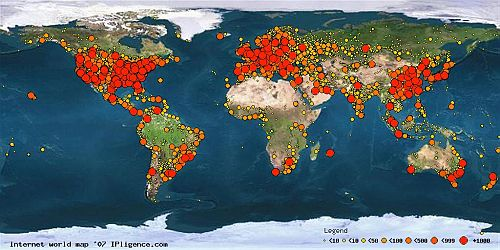 Legend
<10 <10 <50 <100 <500 <999 +1000
Internet world map '07 IPligence.com